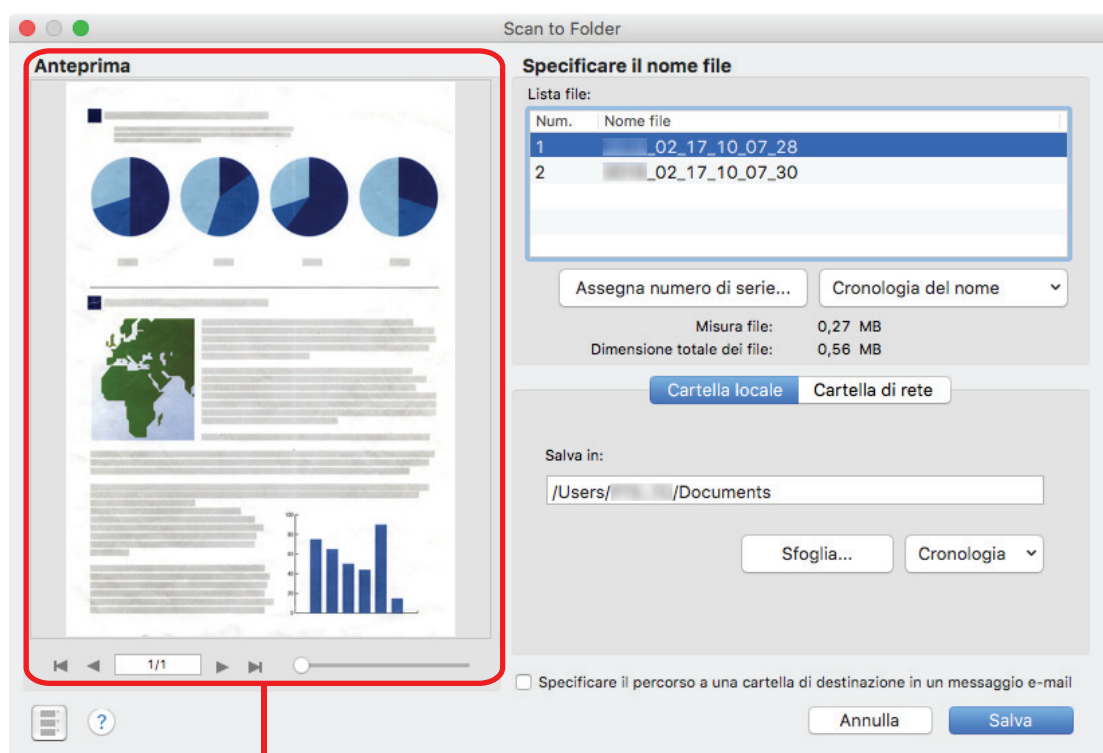 Scan to Folder
Anteprima
Specificare il nome file
Lista file:
Num. Nome file
1 _02_17_10_07_28
2 _02_17_10_07_30
Assegna numero di serie... Cronologia del nome
Misura file: 0,27 MB
Dimensione totale dei file: 0,56 MB
Cartella locale Cartella di rete
Salva in:
/Users/ /Documents
Sfoglia... Cronologia
1/1
Specificare il percorso a una cartella di destinazione in un messaggio e-mail
? Annulla Salva